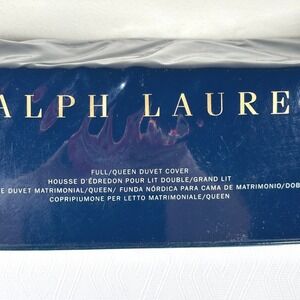 ALPH LAURE
FULL/QUEEN DUVET COVER
HOUSSE D'ÉDREDON POUR LIT DOUBLE/GRAND LIT
E DUVET MATRIMONIAL/QUEEN/ FUNDA NÓRDICA PARA CAMA DE MATRIMONIO/DOB
COPRIPIUMONE PER LETTO MATRIMONIALE/QUEEN